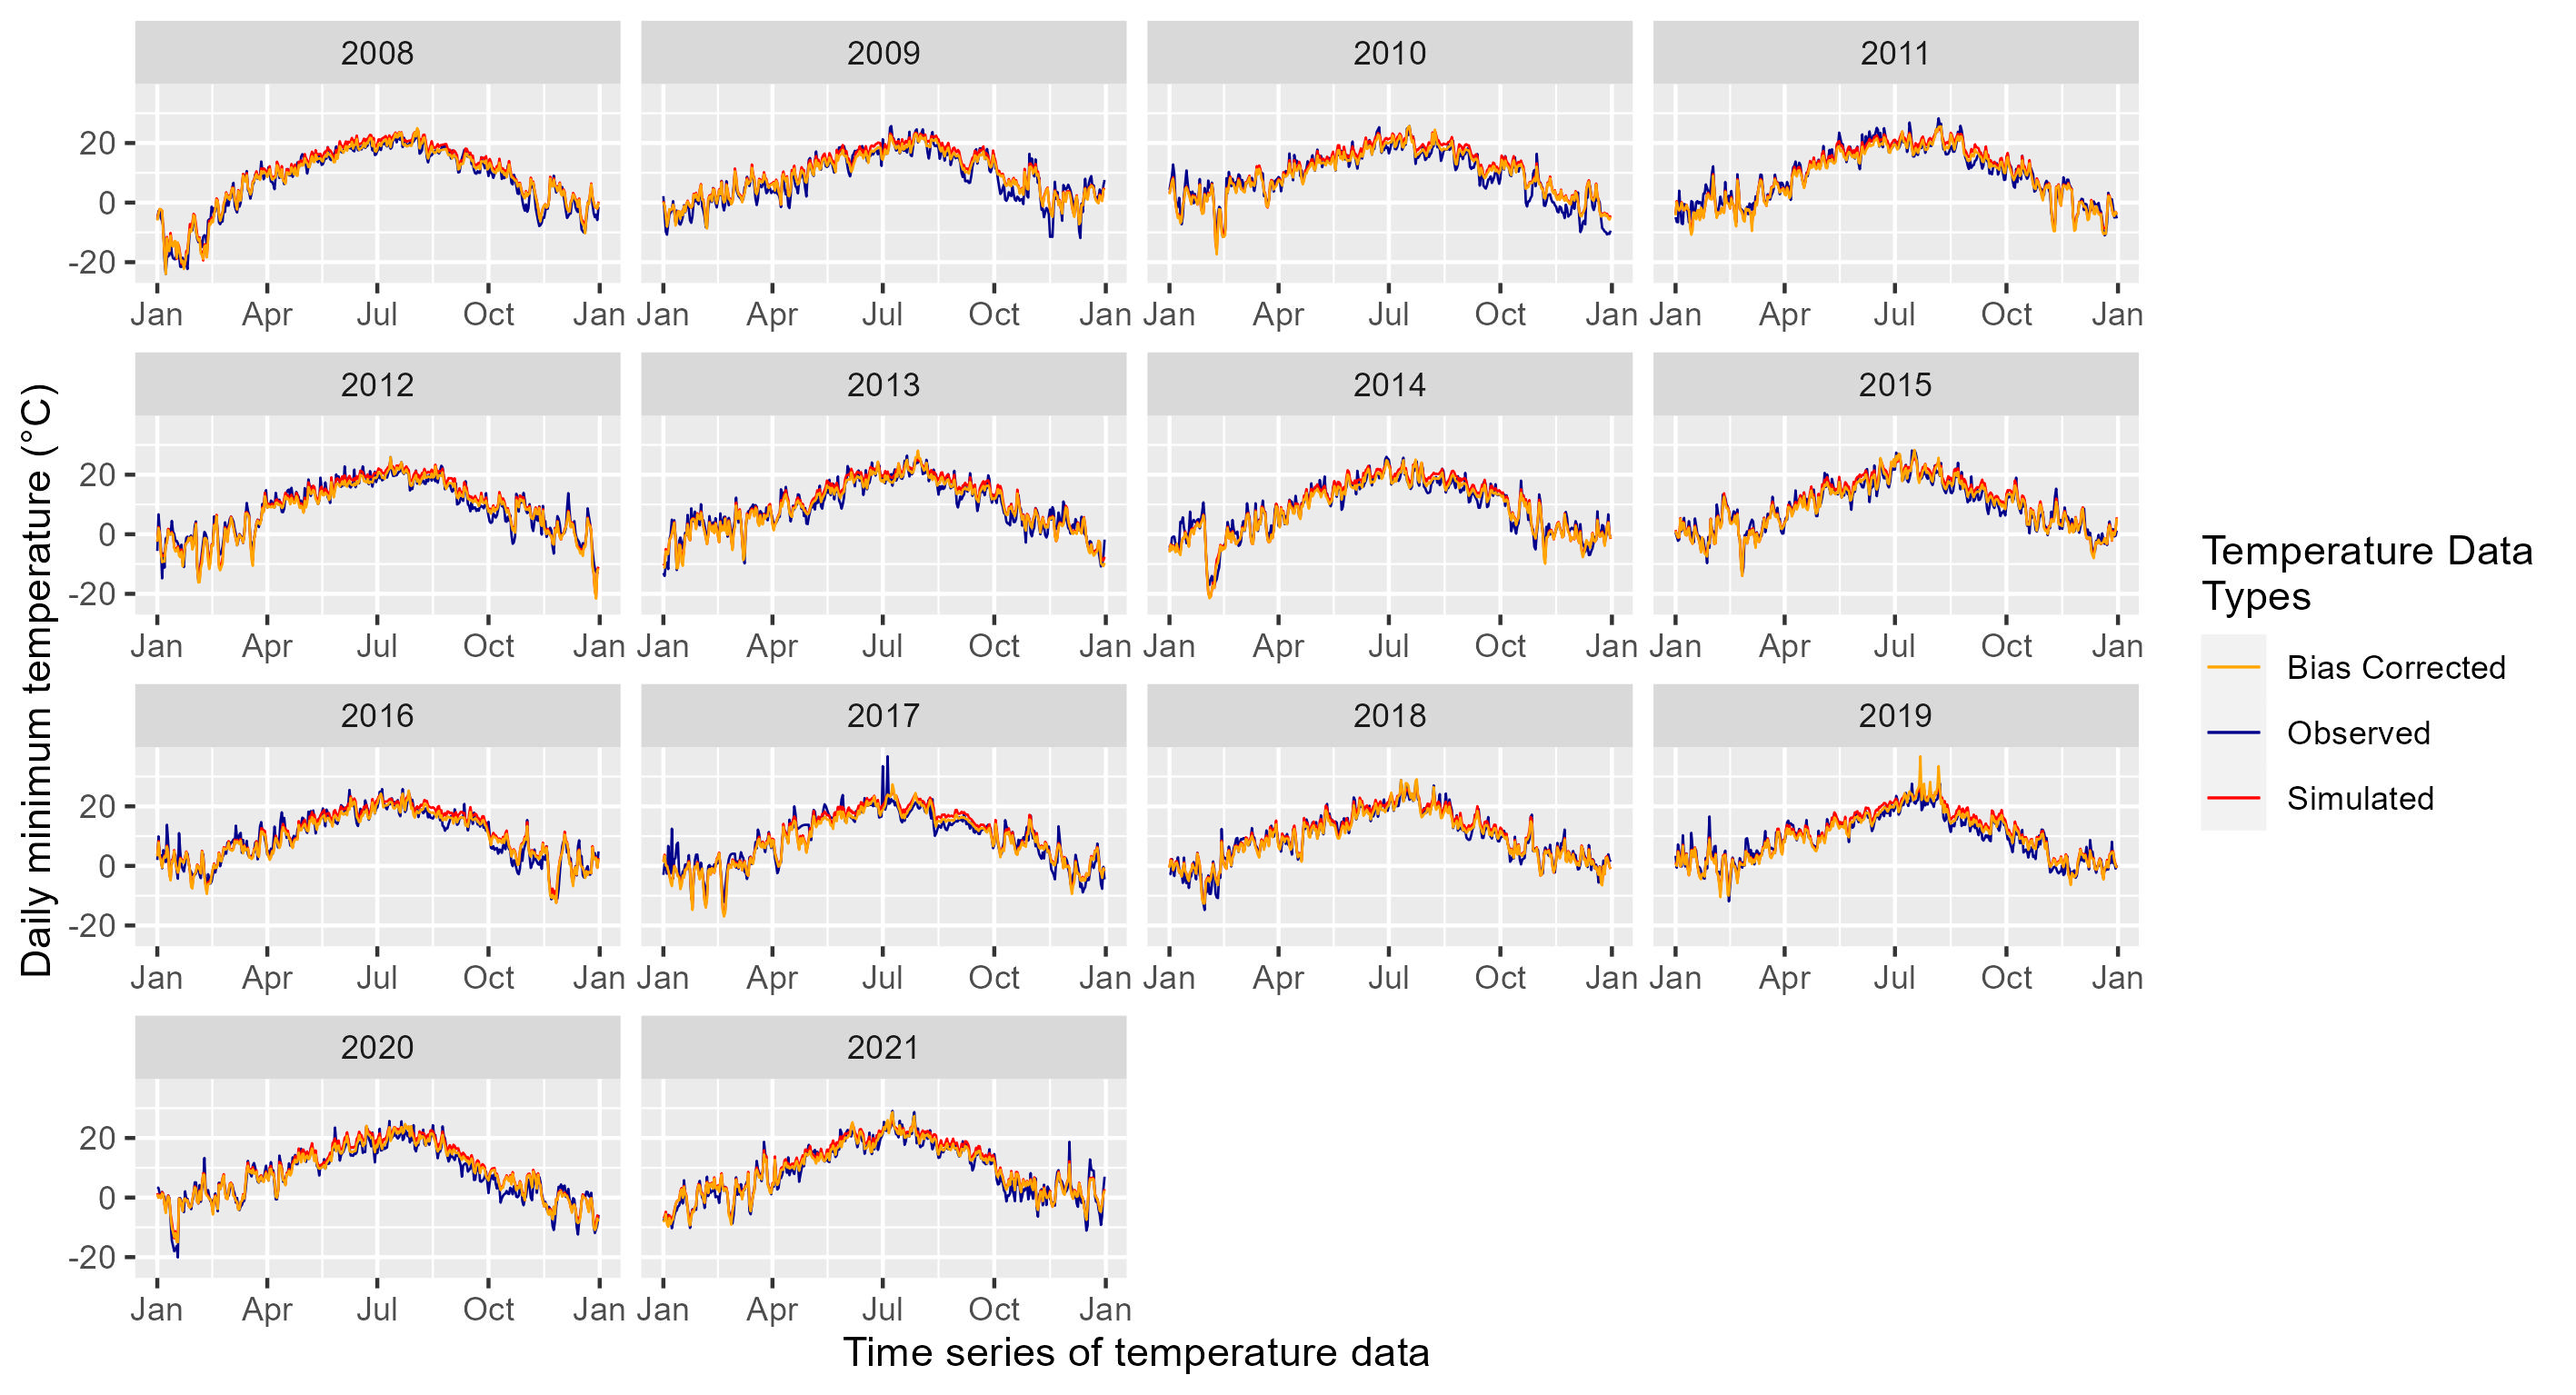 2008 2009 2010 2011
20
0
-20
Jan Apr Jul Oct Jan Jan Apr Jul Oct Jan Jan Apr Jul Oct Jan Jan Apr Jul Oct Jan
2012 2013 2014 2015
20
0
-20
Jan Apr Jul Oct Jan Jan Apr Jul Oct Jan Jan Apr Jul Oct Jan Jan Apr Jul Oct Jan
2016 2017 2018 2019
20
0
-20
Jan Apr Jul Oct Jan Jan Apr Jul Oct Jan Jan Apr Jul Oct Jan Jan Apr Jul Oct Jan
2020 2021
20
0
-20
Jan Apr Jul Oct Jan Jan Apr Jul Oct Jan
Daily minimum temperature (°C)
Time series of temperature data
Temperature Data
Types
Bias Corrected
Observed
Simulated